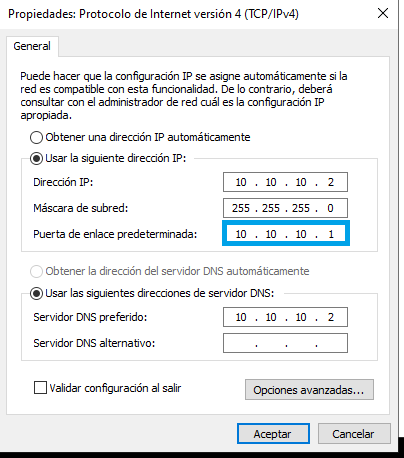 Propiedades: Protocolo de Internet versión 4 (TCP/IPv4)
General
Puede hacer que la configuración IP se asigne automáticamente si la
red es compatible con esta funcionalidad. De lo contrario, deberá
consultar con el administrador de red cuál es la configuración IP
apropiada.
Obtener una dirección IP automáticamente
Usar la siguiente dirección IP:
Dirección IP: 10 . 10 . 10 . 2
Máscara de subred: 255 . 255 . 255 . 0
Puerta de enlace predeterminada: 10 . 10 . 10 . 1
Obtener la dirección del servidor DNS automáticamente
Usar las siguientes direcciones de servidor DNS:
Servidor DNS preferido: 10 . 10 . 10 . 2
Servidor DNS alternativo: . . .
Validar configuración al salir
Opciones avanzadas...
Aceptar Cancelar